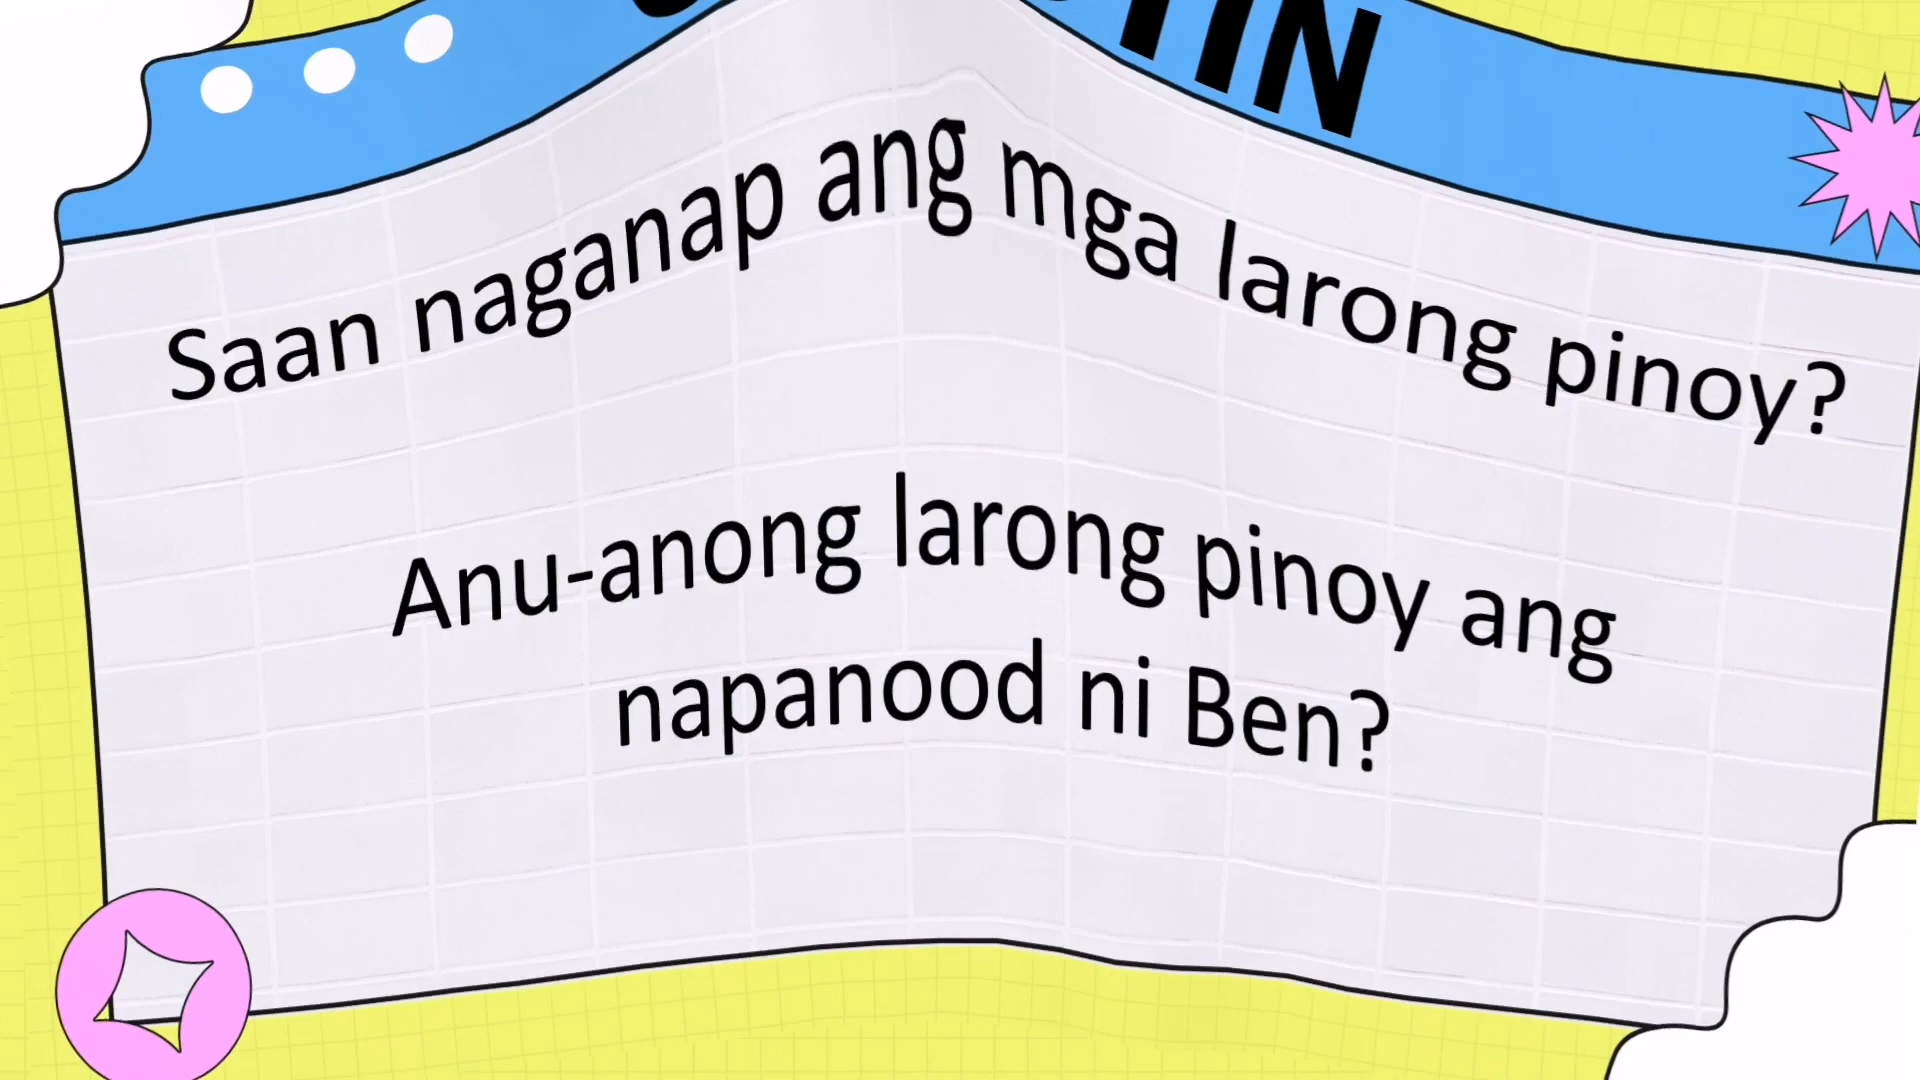 Saan naganap ang mga larong pinoy?
Anu-anong larong pinoy ang
napanood ni Ben?